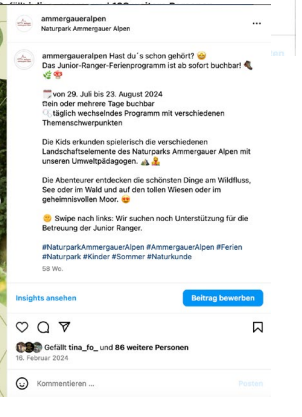 ammergaueralpen
Naturpark Ammergauer Alpen
ammergaueralpen Hast du´s schon gehört?
Das Junior-Ranger-Ferienprogramm ist ab sofort buchbar!
von 29. Juli bis 23. August 2024
ein oder mehrere Tage buchbar
täglich wechselndes Programm mit verschiedenen
Themenschwerpunkten
Die Kids erkunden spielerisch die verschiedenen
Landschaftselemente des Naturparks Ammergauer Alpen mit
unseren Umweltpädagogen.
Die Abenteurer entdecken die schönsten Dinge am Wildfluss,
See oder im Wald und auf den tollen Wiesen oder im
geheimnisvollen Moor.
Swipe nach links: Wir suchen noch Unterstützung für die
Betreuung der Junior Ranger.
#NaturparkAmmergauerAlpen #AmmergauerAlpen #Ferien
#Naturpark #Kinder #Sommer #Naturkunde
58 Wo.
Insights ansehen
Beitrag bewerben
Gefällt tina_fo_ und 86 weitere Personen
16. Februar 2024
Kommentieren ...
Posten